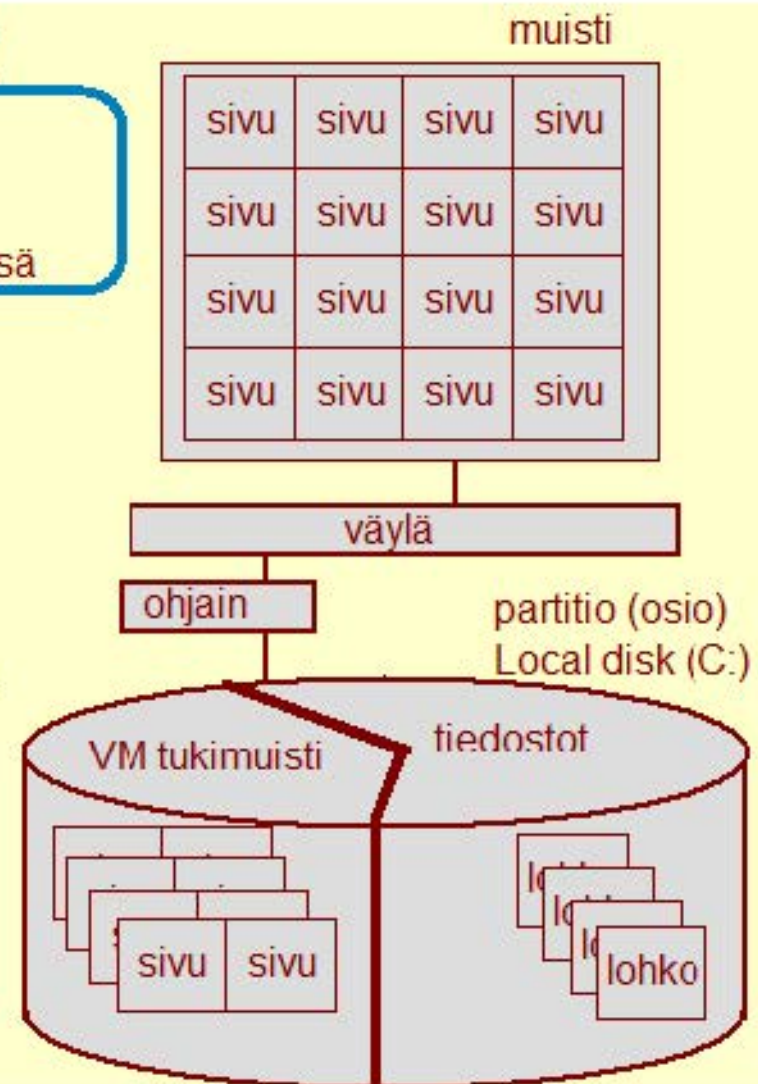 muisti
sivu sivu sivu sivu
sivu sivu sivu sivu
sivu sivu sivu sivu
sivu sivu sivu sivu
väylä
ohjain
partitio (osio)
Local disk (C:)
VM tukimuisti
tiedostot
sivu sivu
lohko